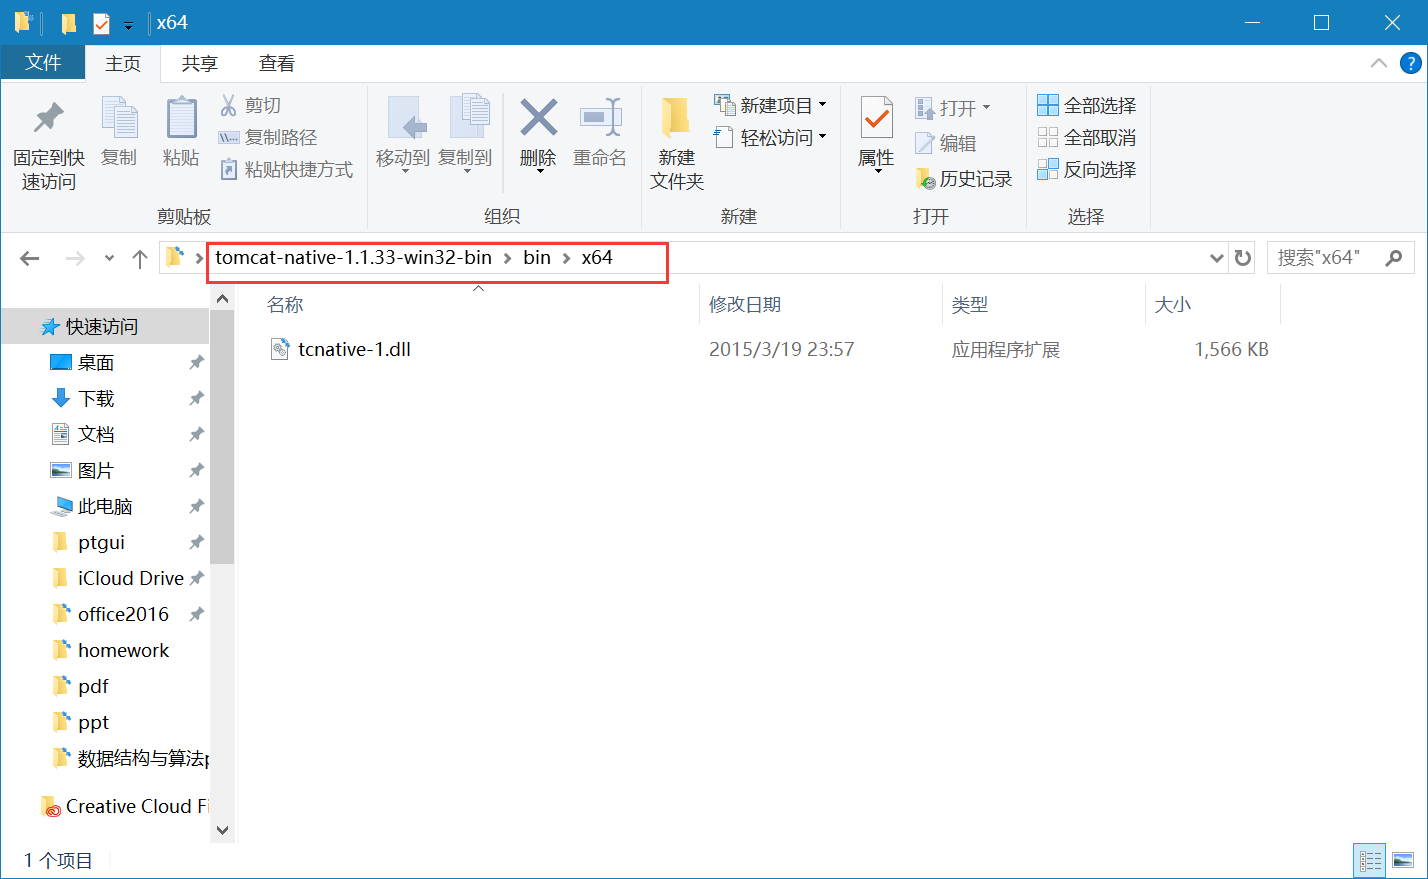 x64
文件 主页 共享 查看
固定到快速访问
复制
粘贴
剪切
复制路径
粘贴快捷方式
剪贴板
移动到 复制到 删除 重命名
组织
新建文件夹
新建项目
轻松访问
新建
属性
打开
编辑
历史记录
打开
全部选择
全部取消
反向选择
选择
tomcat-native-1.1.33-win32-bin > bin > x64
搜索"x64"
名称 修改日期 类型 大小
tcnative-1.dll 2015/3/19 23:57 应用程序扩展 1,566 KB
快速访问
桌面
下载
文档
图片
此电脑
ptgui
iCloud Drive
office2016
homework
pdf
ppt
数据结构与算法p
Creative Cloud Fi
1 个项目